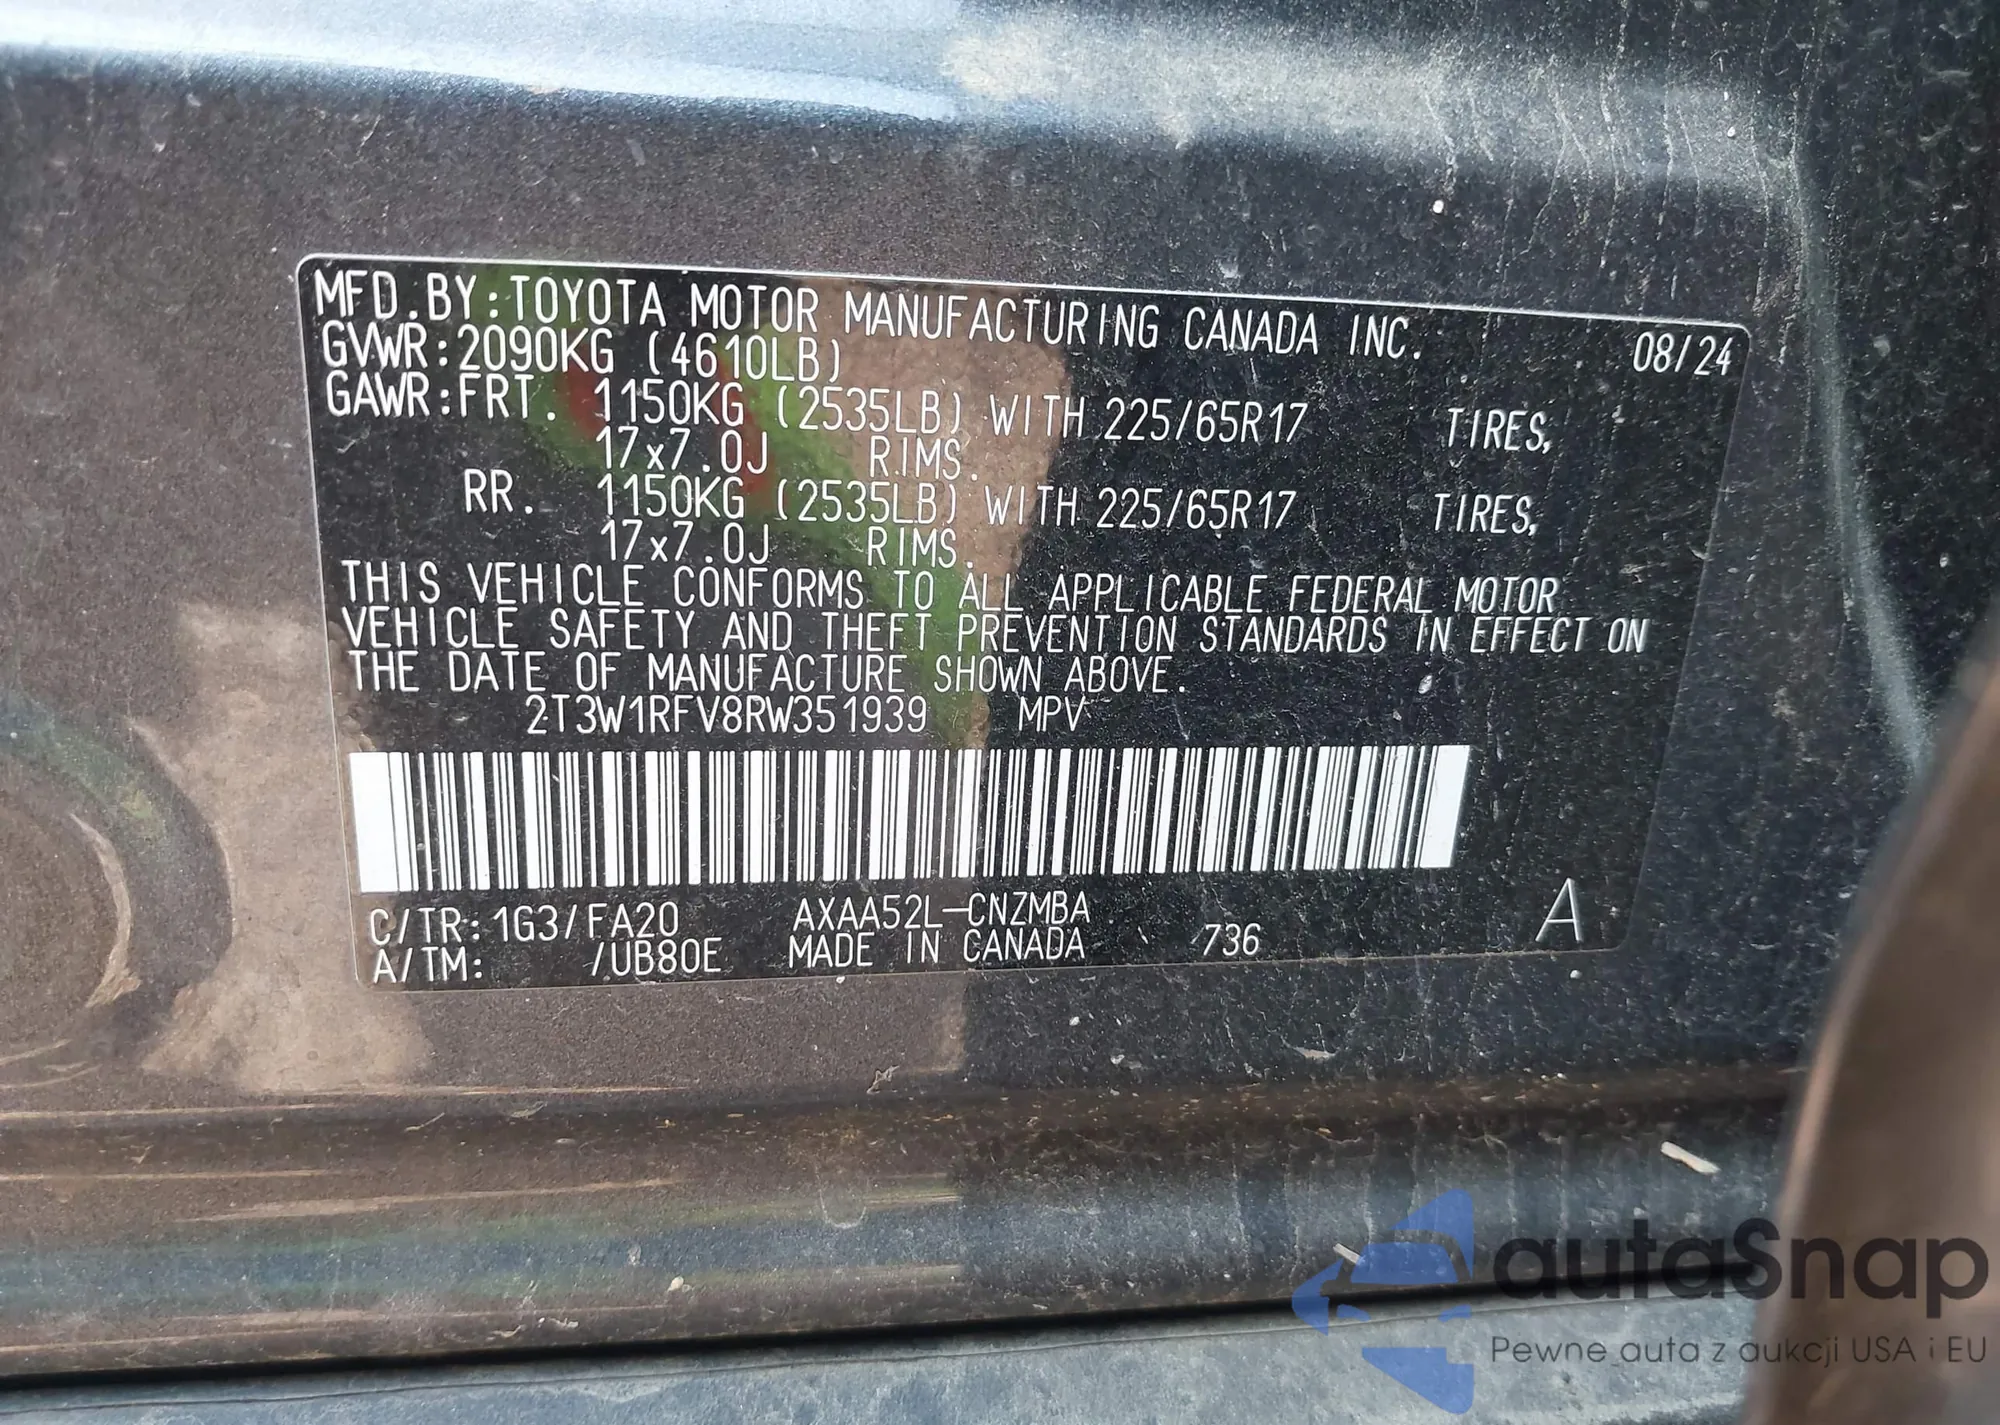 MFD.BY:TOYOTA MOTOR MANUFACTURING CANADA INC. 08/24
GVWR:2090KG (4610LB)
GAWR:FRT. 1150KG (2535LB) WITH 225/65R17 TIRES,
17x7.0J RIMS.
RR. 1150KG (2535LB) WITH 225/65R17 TIRES,
17x7.0J RIMS.
THIS VEHICLE CONFORMS TO ALL APPLICABLE FEDERAL MOTOR
VEHICLE SAFETY AND THEFT PREVENTION STANDARDS IN EFFECT ON
THE DATE OF MANUFACTURE SHOWN ABOVE.
2T3W1RFV8RW351939 MPV
C/TR:1G3/FA20 AXAA52L-CNZMBA A
A/TM: /UB80E MADE IN CANADA 736
autaSnap
Pewne auta z aukcji USA i EU